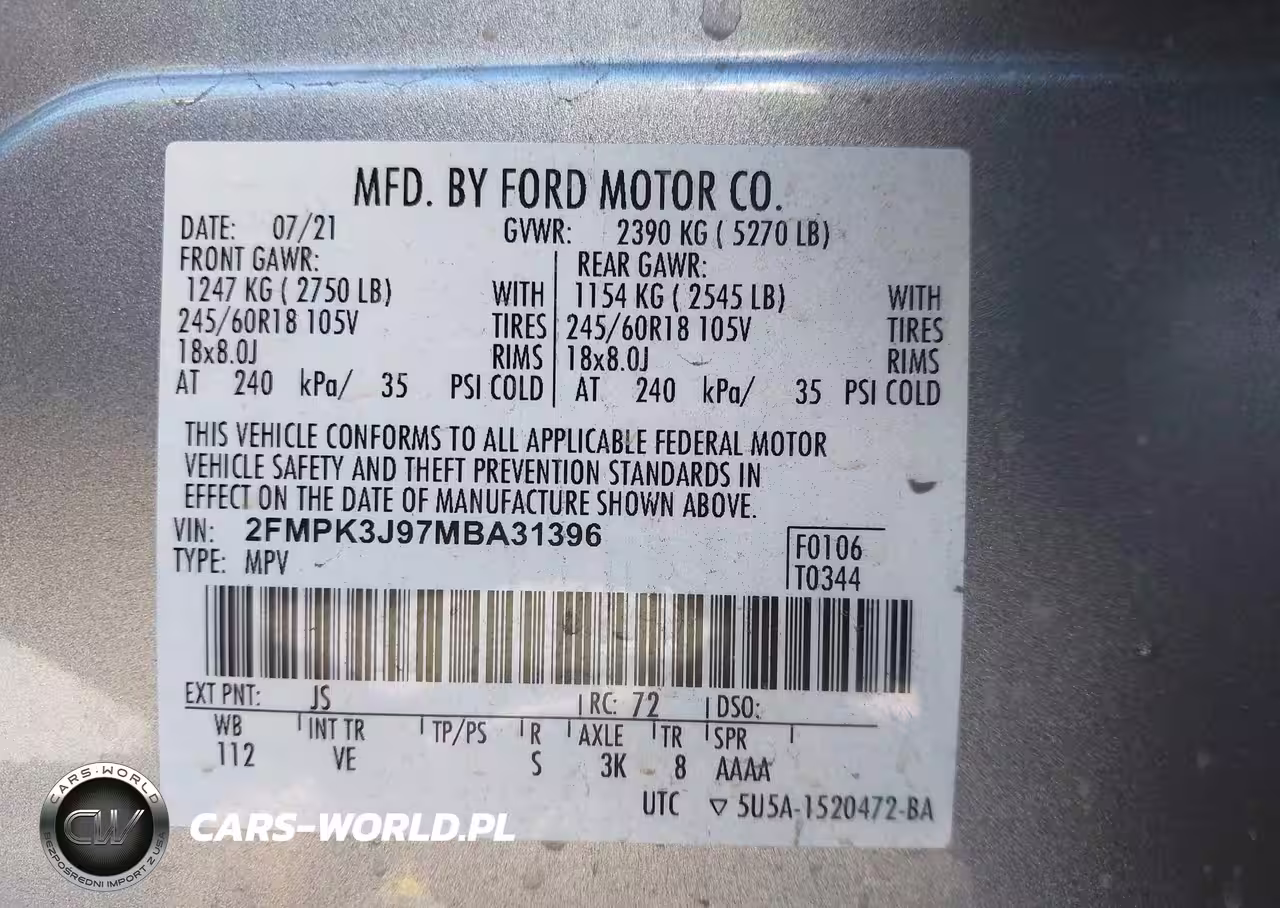 MFD. BY FORD MOTOR CO.
DATE: 07/21 GVWR: 2390 KG ( 5270 LB)
FRONT GAWR: REAR GAWR:
1247 KG ( 2750 LB) WITH 1154 KG ( 2545 LB) WITH
245/60R18 105V TIRES 245/60R18 105V TIRES
18x8.0J RIMS 18x8.0J RIMS
AT 240 kPa/ 35 PSI COLD AT 240 kPa/ 35 PSI COLD
THIS VEHICLE CONFORMS TO ALL APPLICABLE FEDERAL MOTOR
VEHICLE SAFETY AND THEFT PREVENTION STANDARDS IN
EFFECT ON THE DATE OF MANUFACTURE SHOWN ABOVE.
VIN: 2FMPK3J97MBA31396
TYPE: MPV
F0106
T0344
EXT PNT: JS RC: 72 DSO:
WB INT TR TP/PS R AXLE TR SPR
112 VE S 3K 8 AAAA
UTC ▽ 5U5A-1520472-BA
CARS-WORLD
CW
BEZPOŚREDNI IMPORT Z USA
CARS-WORLD.PL